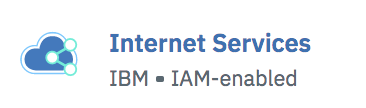 Internet Services
IBM • IAM-enabled